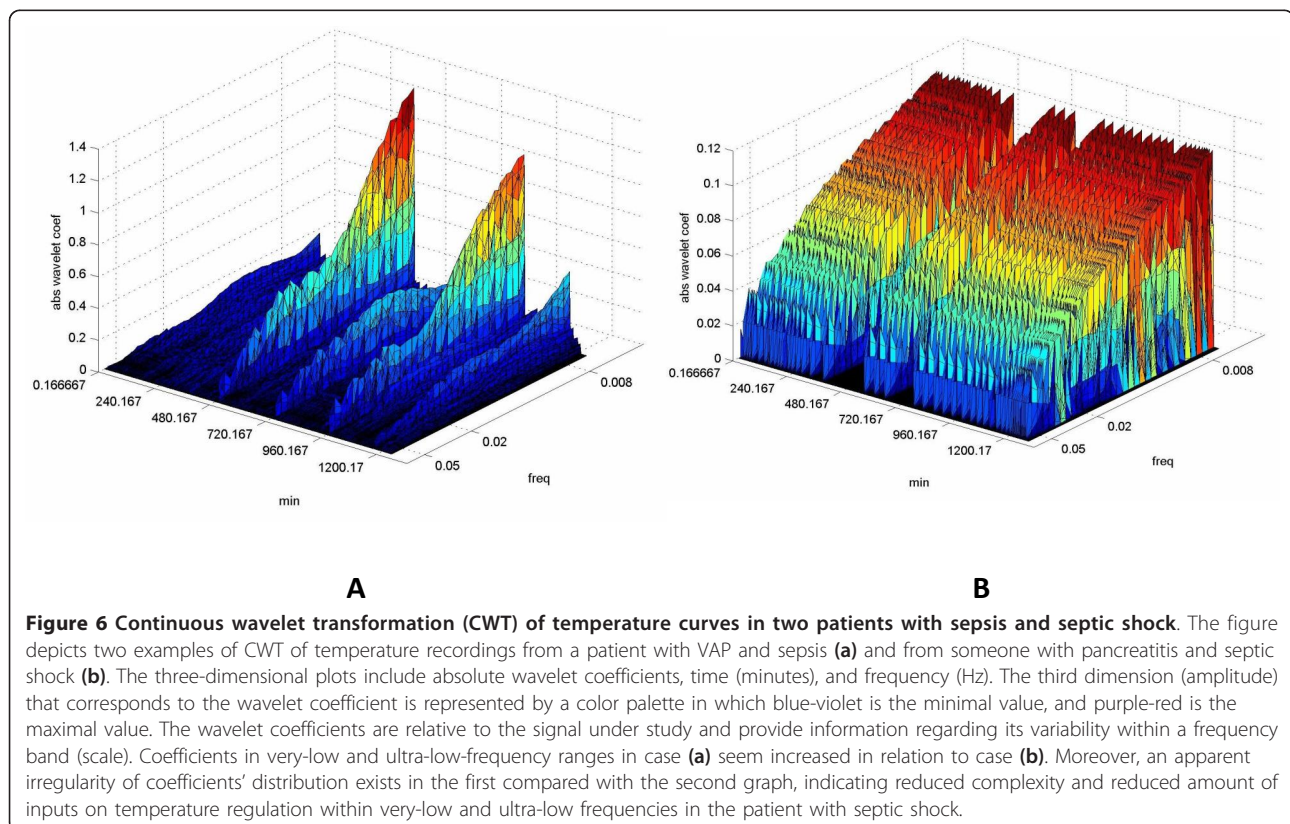 1.4
1.2
1
0.8
0.6
0.4
0.2
0
abs wavelet coef
0.166667
240.167
480.167
720.167
960.167
1200.17
min
0.008
0.02
0.05
freq
A
0.12
0.1
0.08
0.06
0.04
0.02
0
abs wavelet coef
0.166667
240.167
480.167
720.167
960.167
1200.17
min
0.008
0.02
0.05
freq
B
Figure 6 Continuous wavelet transformation (CWT) of temperature curves in two patients with sepsis and septic shock. The figure
depicts two examples of CWT of temperature recordings from a patient with VAP and sepsis (a) and from someone with pancreatitis and septic
shock (b). The three-dimensional plots include absolute wavelet coefficients, time (minutes), and frequency (Hz). The third dimension (amplitude)
that corresponds to the wavelet coefficient is represented by a color palette in which blue-violet is the minimal value, and purple-red is the
maximal value. The wavelet coefficients are relative to the signal under study and provide information regarding its variability within a frequency
band (scale). Coefficients in very-low and ultra-low-frequency ranges in case (a) seem increased in relation to case (b). Moreover, an apparent
irregularity of coefficients' distribution exists in the first compared with the second graph, indicating reduced complexity and reduced amount of
inputs on temperature regulation within very-low and ultra-low frequencies in the patient with septic shock.